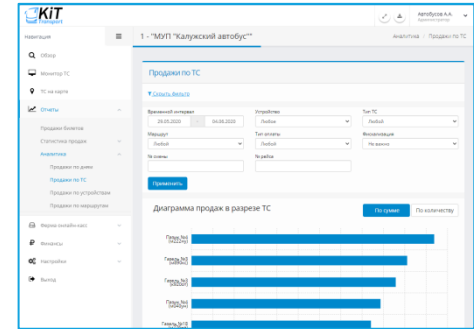 KiT
Transport
Автобусов А.А.
Администратор
Навигация
1 - "МУП "Калужский автобус""
Аналитика / Продажи по ТС
Обзор
Монитор ТС
ТС на карте
Отчеты
Продажи билетов
Статистика продаж
Аналитика
Продажи по дням
Продажи по ТС
Продажи по устройствам
Продажи по маршрутам
Ферма онлайн-касс
Финансы
Настройки
Выход
Продажи по ТС
Скрыть фильтр
Временной интервал
Устройство
Тип ТС
28.05.2020 - 04.06.2020
Любое
Любой
Маршрут
Тип оплаты
Фискализация
Любой
Любой
Не важно
№ смены
№ рейса
Применить
Диаграмма продаж в разрезе ТС
По сумме
По количеству